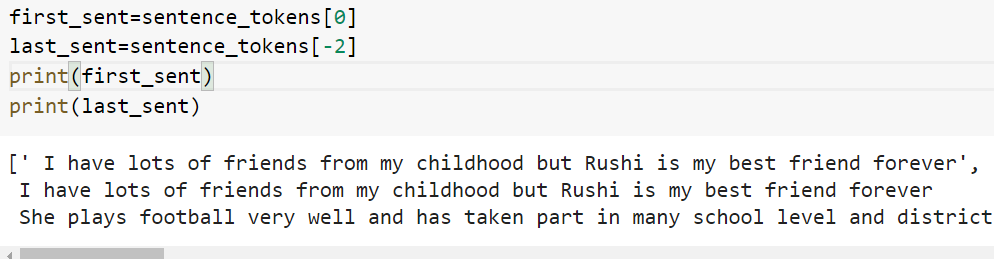 first_sent=sentence_tokens[0]
last_sent=sentence_tokens[-2]
print(first_sent)
print(last_sent)
[' I have lots of friends from my childhood but Rushi is my best friend forever',
I have lots of friends from my childhood but Rushi is my best friend forever
She plays football very well and has taken part in many school level and district